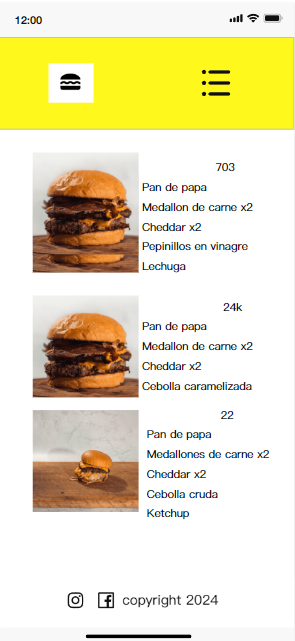 12:00
703
Pan de papa
Medallon de carne x2
Cheddar x2
Pepinillos en vinagre
Lechuga
24k
Pan de papa
Medallon de carne x2
Cheddar x2
Cebolla caramelizada
22
Pan de papa
Medallones de carne x2
Cheddar x2
Cebolla cruda
Ketchup
copyright 2024